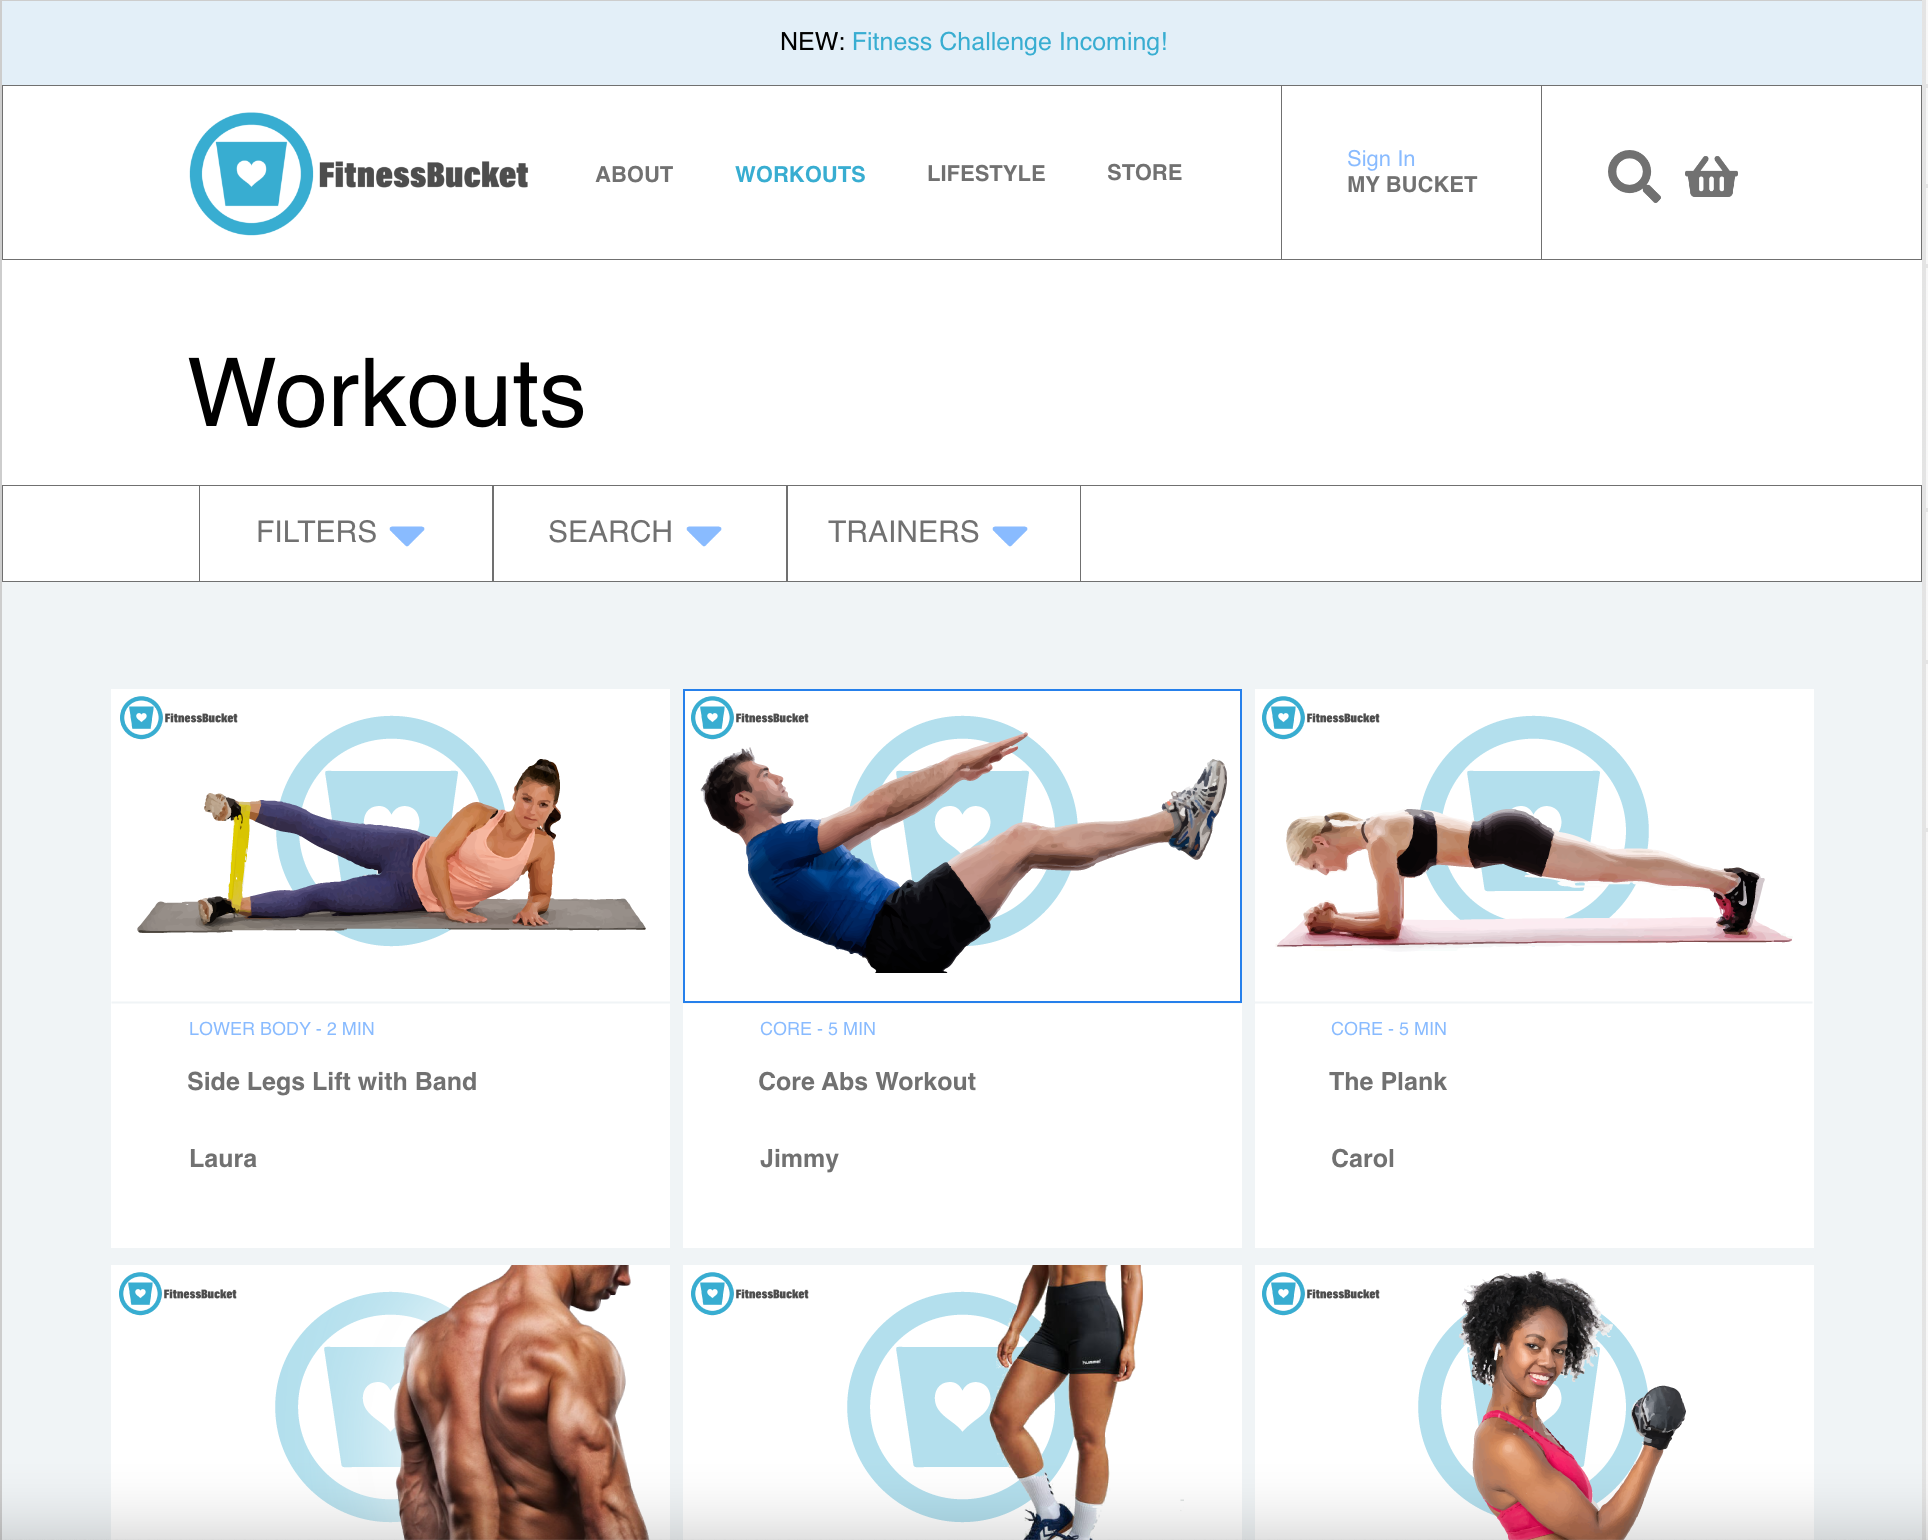 NEW: Fitness Challenge Incoming!
FitnessBucket
ABOUT
WORKOUTS
LIFESTYLE
STORE
Sign In
MY BUCKET
Workouts
FILTERS
SEARCH
TRAINERS
FitnessBucket
FitnessBucket
FitnessBucket
LOWER BODY - 2 MIN
CORE - 5 MIN
CORE - 5 MIN
Side Legs Lift with Band
Core Abs Workout
The Plank
Laura
Jimmy
Carol
FitnessBucket
FitnessBucket
FitnessBucket
hummel